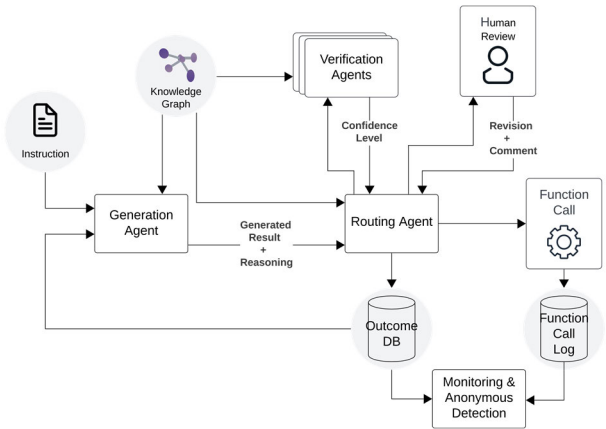 Human
Review
Verification
Agents
Knowledge
Graph
Instruction
Confidence
Level
Revision
+
Comment
Generation
Agent
Generated
Result
+
Reasoning
Routing Agent
Function
Call
Outcome
DB
Function
Call
Log
Monitoring &
Anonymous
Detection